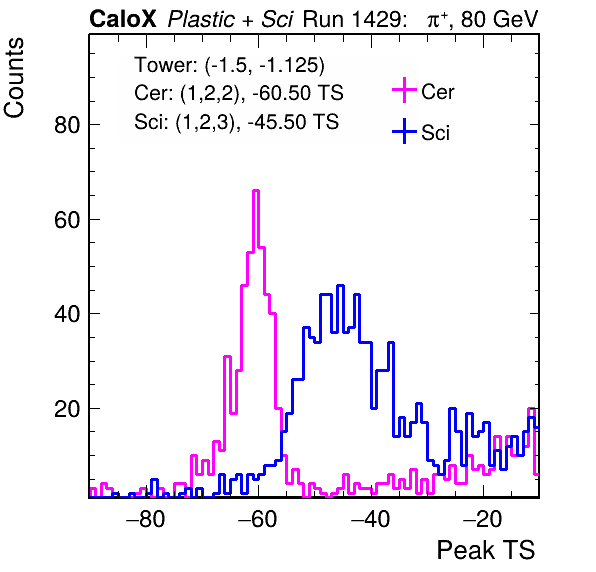 CaloX Plastic + Sci Run 1429: π⁺, 80 GeV
Counts
Tower: (-1.5, -1.125)
Cer: (1,2,2), -60.50 TS
Sci: (1,2,3), -45.50 TS
Cer
Sci
80
60
40
20
−80 −60 −40 −20
Peak TS